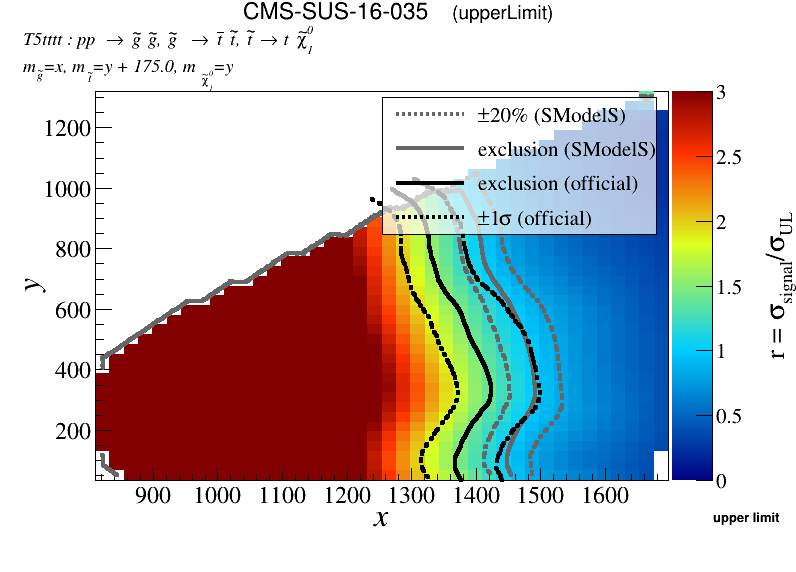 CMS-SUS-16-035 (upperLimit)
T5tttt : pp → g̃ g̃, g̃ → t̄ t̃, t̃ → t χ̃⁰₁
m_g̃=x, m_t̃=y + 175.0, m_χ̃⁰₁=y
±20% (SModelS)
exclusion (SModelS)
exclusion (official)
±1σ (official)
1200
1000
800
600
400
200
y
900 1000 1100 1200 1300 1400 1500 1600
x
3
2.5
2
1.5
1
0.5
0
r = σ_signal/σ_UL
upper limit